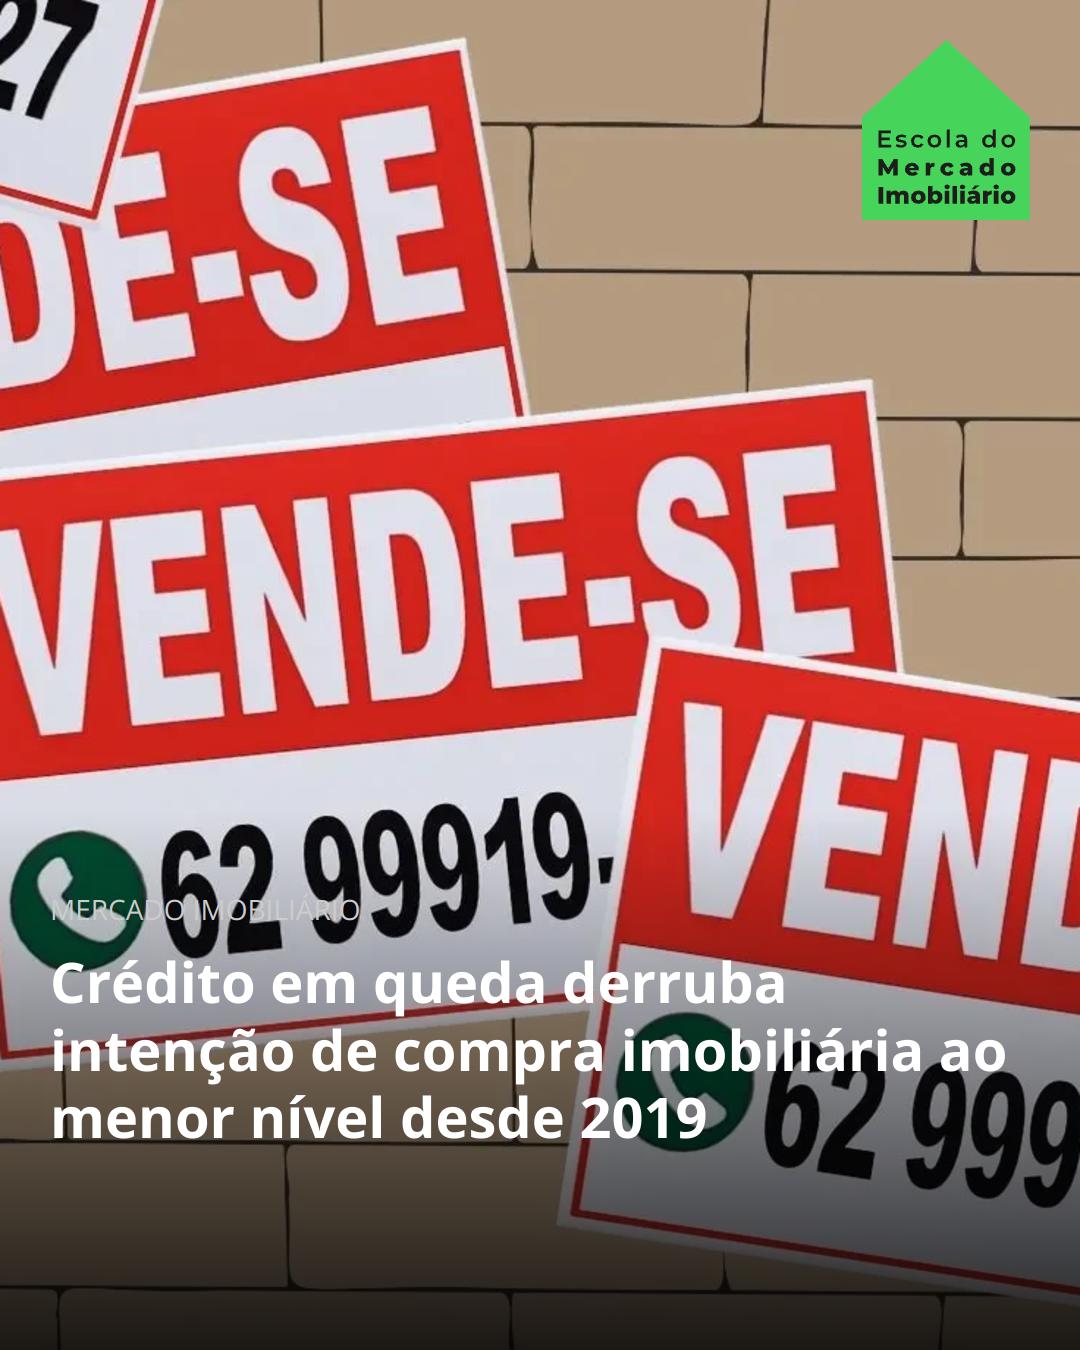 27
DE-SE
Escola do
Mercado
Imobiliário
VENDE-SE
62 99919-
VEND
62 999
MERCADO IMOBILIÁRIO
Crédito em queda derruba
intenção de compra imobiliária ao
menor nível desde 2019